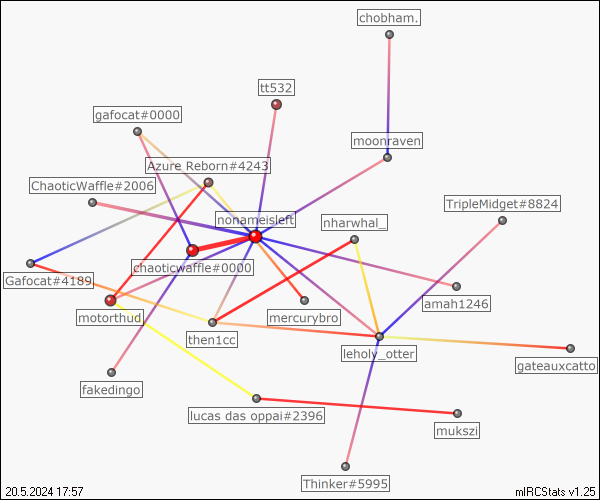 chobham.
tt532
gafocat#0000
moonraven
Azure Reborn#4243
ChaoticWaffle#2006
TripleMidget#8824
nonameisleft
nharwhal_
chaoticwaffle#0000
Gafocat#4189
amah1246
motorthud
mercurybro
then1cc
leholy_otter
gateauxcatto
fakedingo
lucas das oppai#2396
mukszi
Thinker#5995
20.5.2024 17:57
mIRCStats v1.25